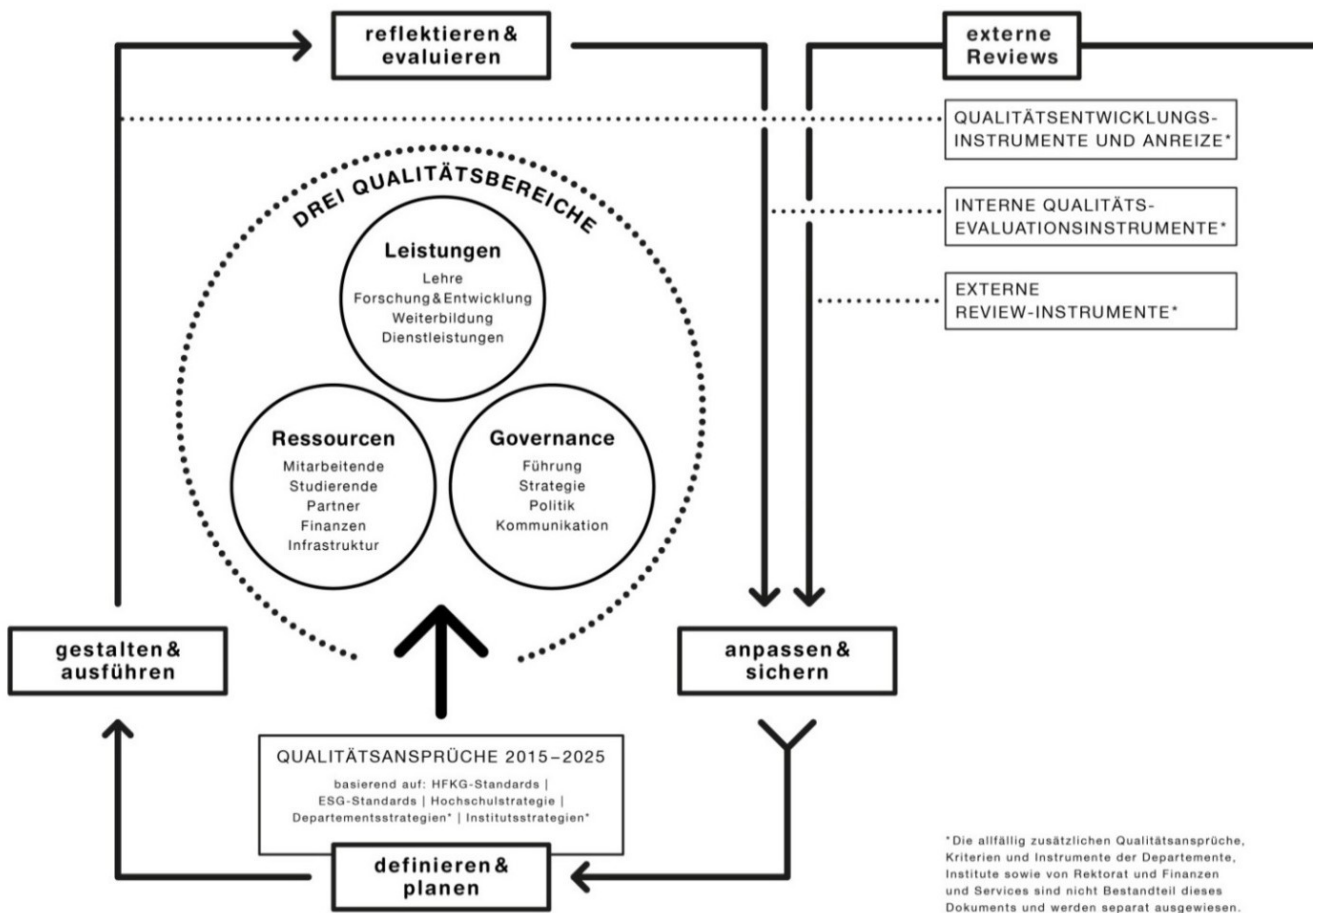 reflektieren &
evaluieren
externe
Reviews
QUALITÄTSENTWICKLUNGS-
INSTRUMENTE UND ANREIZE*
INTERNE QUALITÄTS-
EVALUATIONSINSTRUMENTE*
EXTERNE
REVIEW-INSTRUMENTE*
DREI QUALITÄTSBEREICHE
Leistungen
Lehre
Forschung & Entwicklung
Weiterbildung
Dienstleistungen
Ressourcen
Mitarbeitende
Studierende
Partner
Finanzen
Infrastruktur
Governance
Führung
Strategie
Politik
Kommunikation
gestalten &
ausführen
anpassen &
sichern
QUALITÄTSANSPRÜCHE 2015–2025
basierend auf: HFKG-Standards |
ESG-Standards | Hochschulstrategie |
Departementsstrategien* | Institutsstrategien*
definieren &
planen
*Die allfällig zusätzlichen Qualitätsansprüche,
Kriterien und Instrumente der Departemente,
Institute sowie von Rektorat und Finanzen
und Services sind nicht Bestandteil dieses
Dokuments und werden separat ausgewiesen.